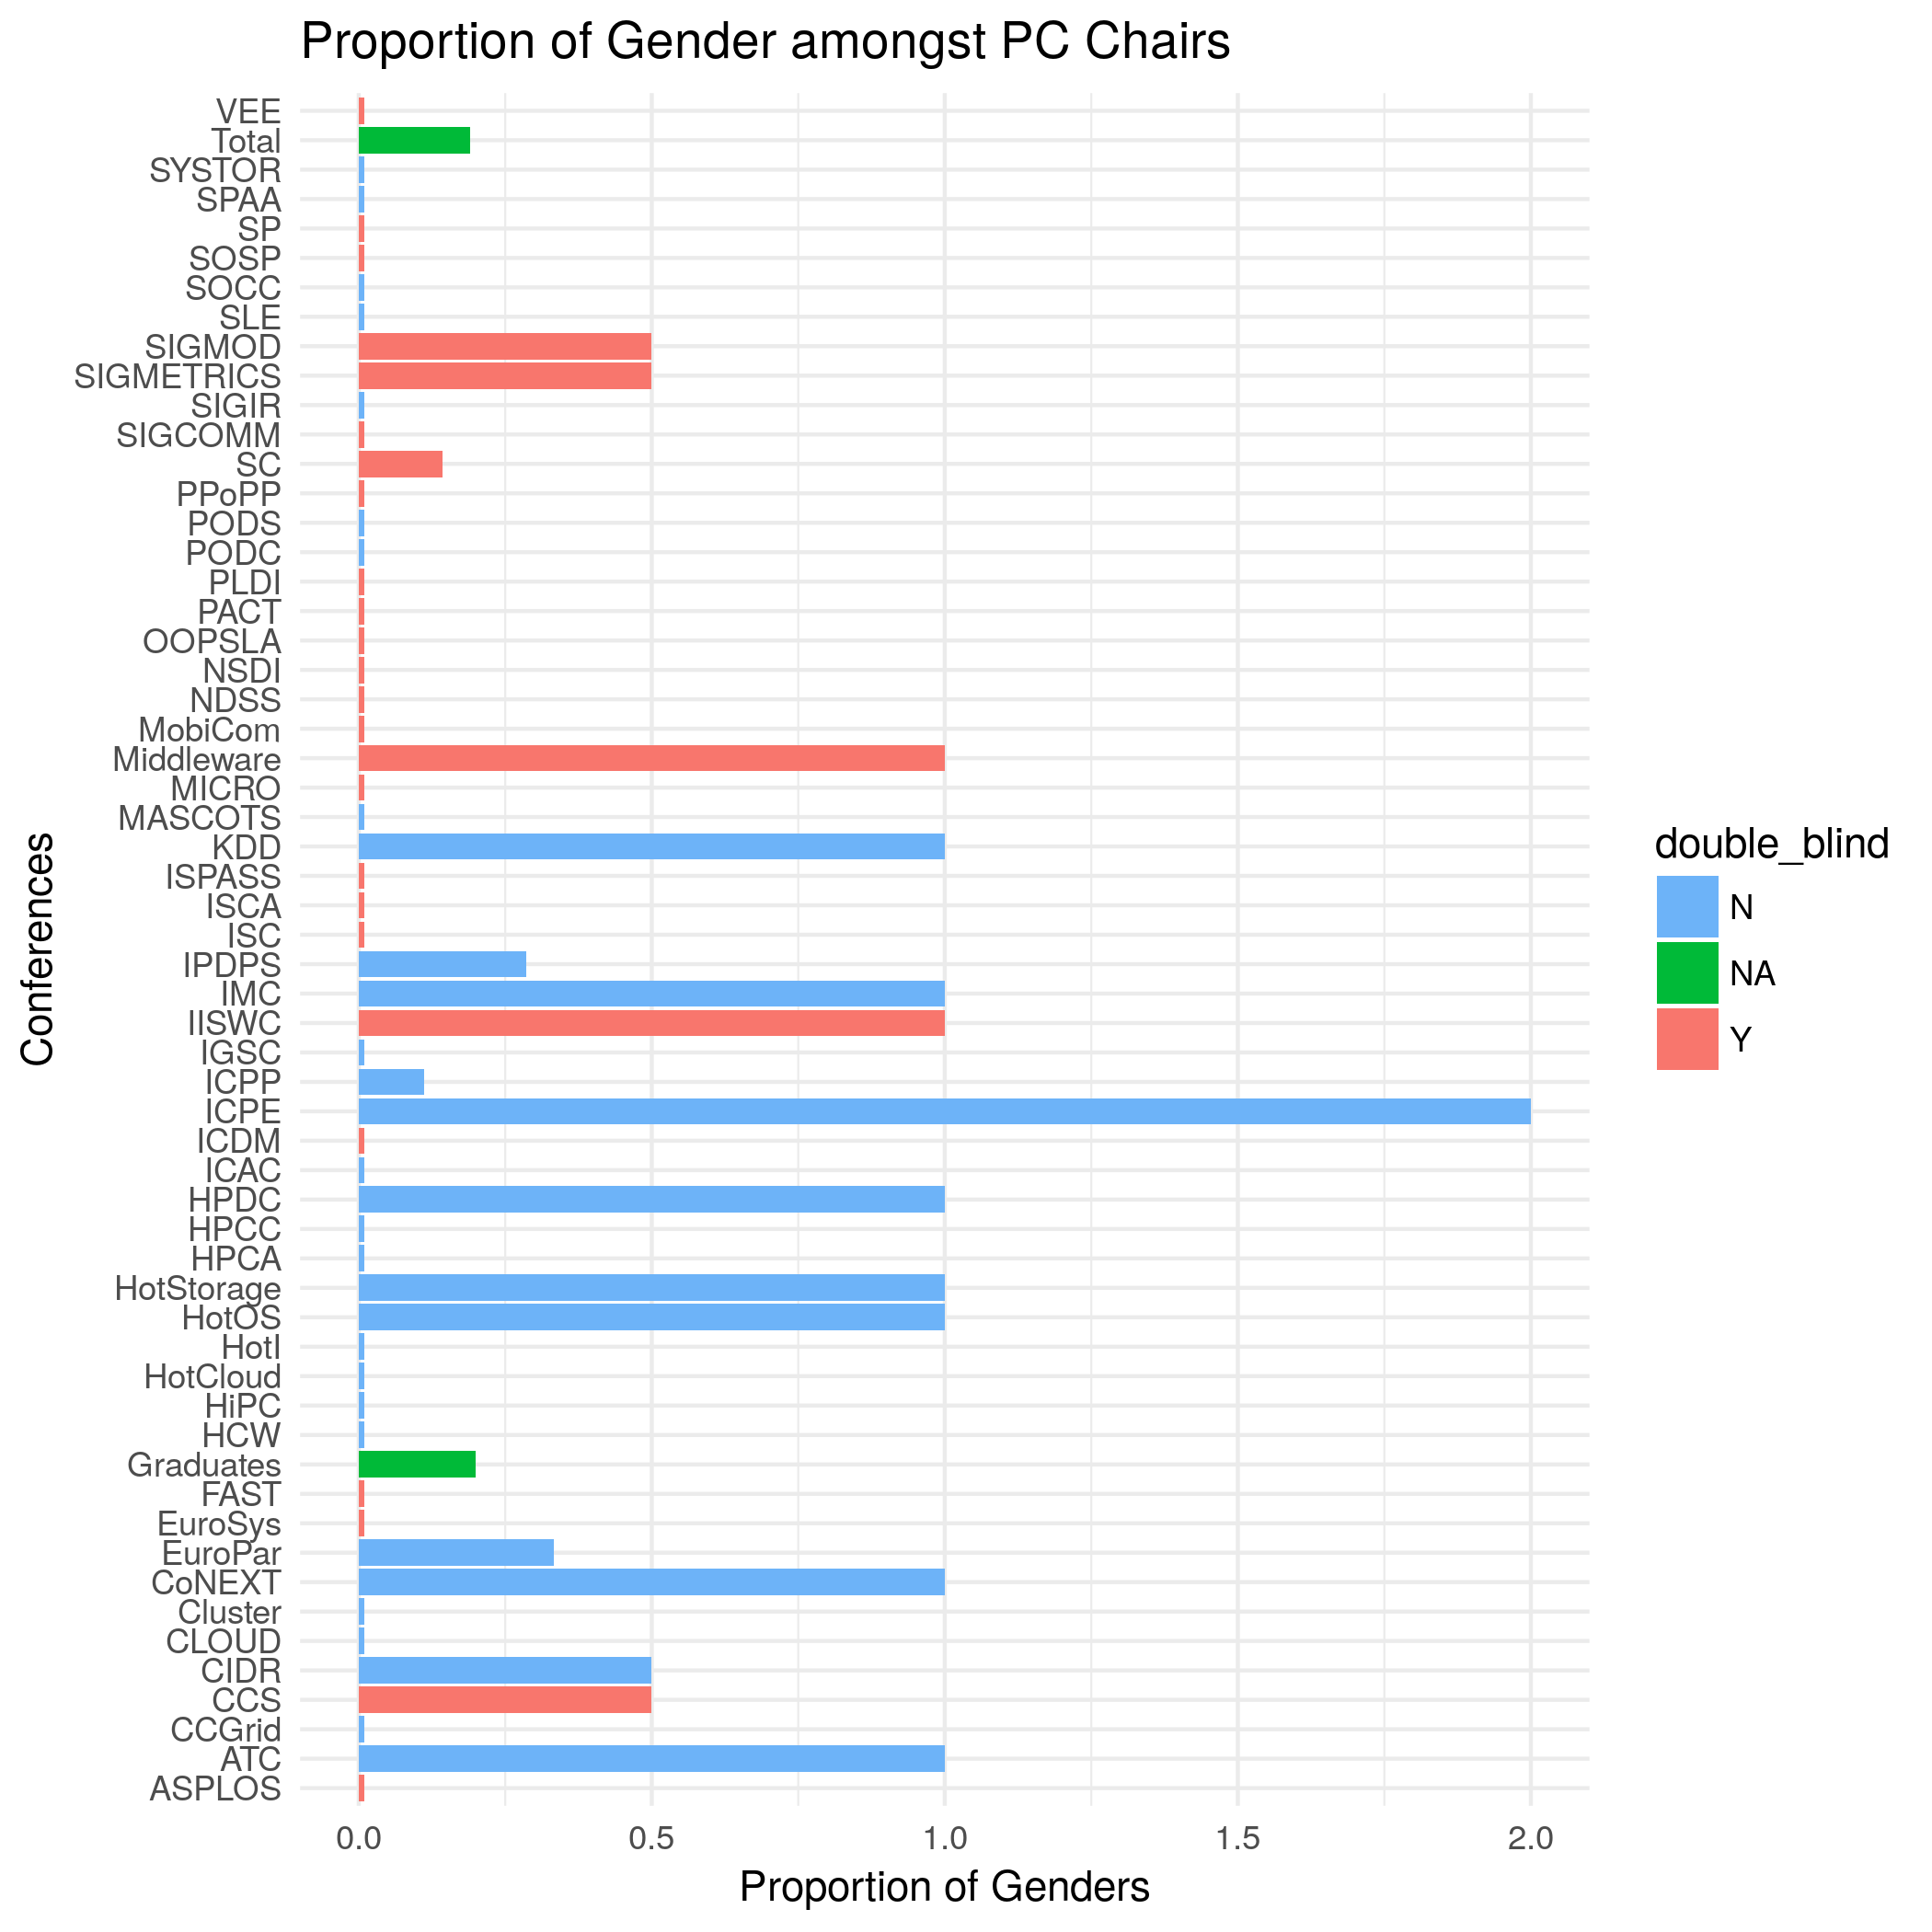 Proportion of Gender amongst PC Chairs
VEE
Total
SYSTOR
SPAA
SP
SOSP
SOCC
SLE
SIGMOD
SIGMETRICS
SIGIR
SIGCOMM
SC
PPoPP
PODS
PODC
PLDI
PACT
OOPSLA
NSDI
NDSS
MobiCom
Middleware
MICRO
MASCOTS
KDD
ISPASS
ISCA
ISC
IPDPS
IMC
IISWC
IGSC
ICPP
ICPE
ICDM
ICAC
HPDC
HPCC
HPCA
HotStorage
HotOS
HotI
HotCloud
HiPC
HCW
Graduates
FAST
EuroSys
EuroPar
CoNEXT
Cluster
CLOUD
CIDR
CCS
CCGrid
ATC
ASPLOS
Conferences
0.0 0.5 1.0 1.5 2.0
Proportion of Genders
double_blind
N
NA
Y